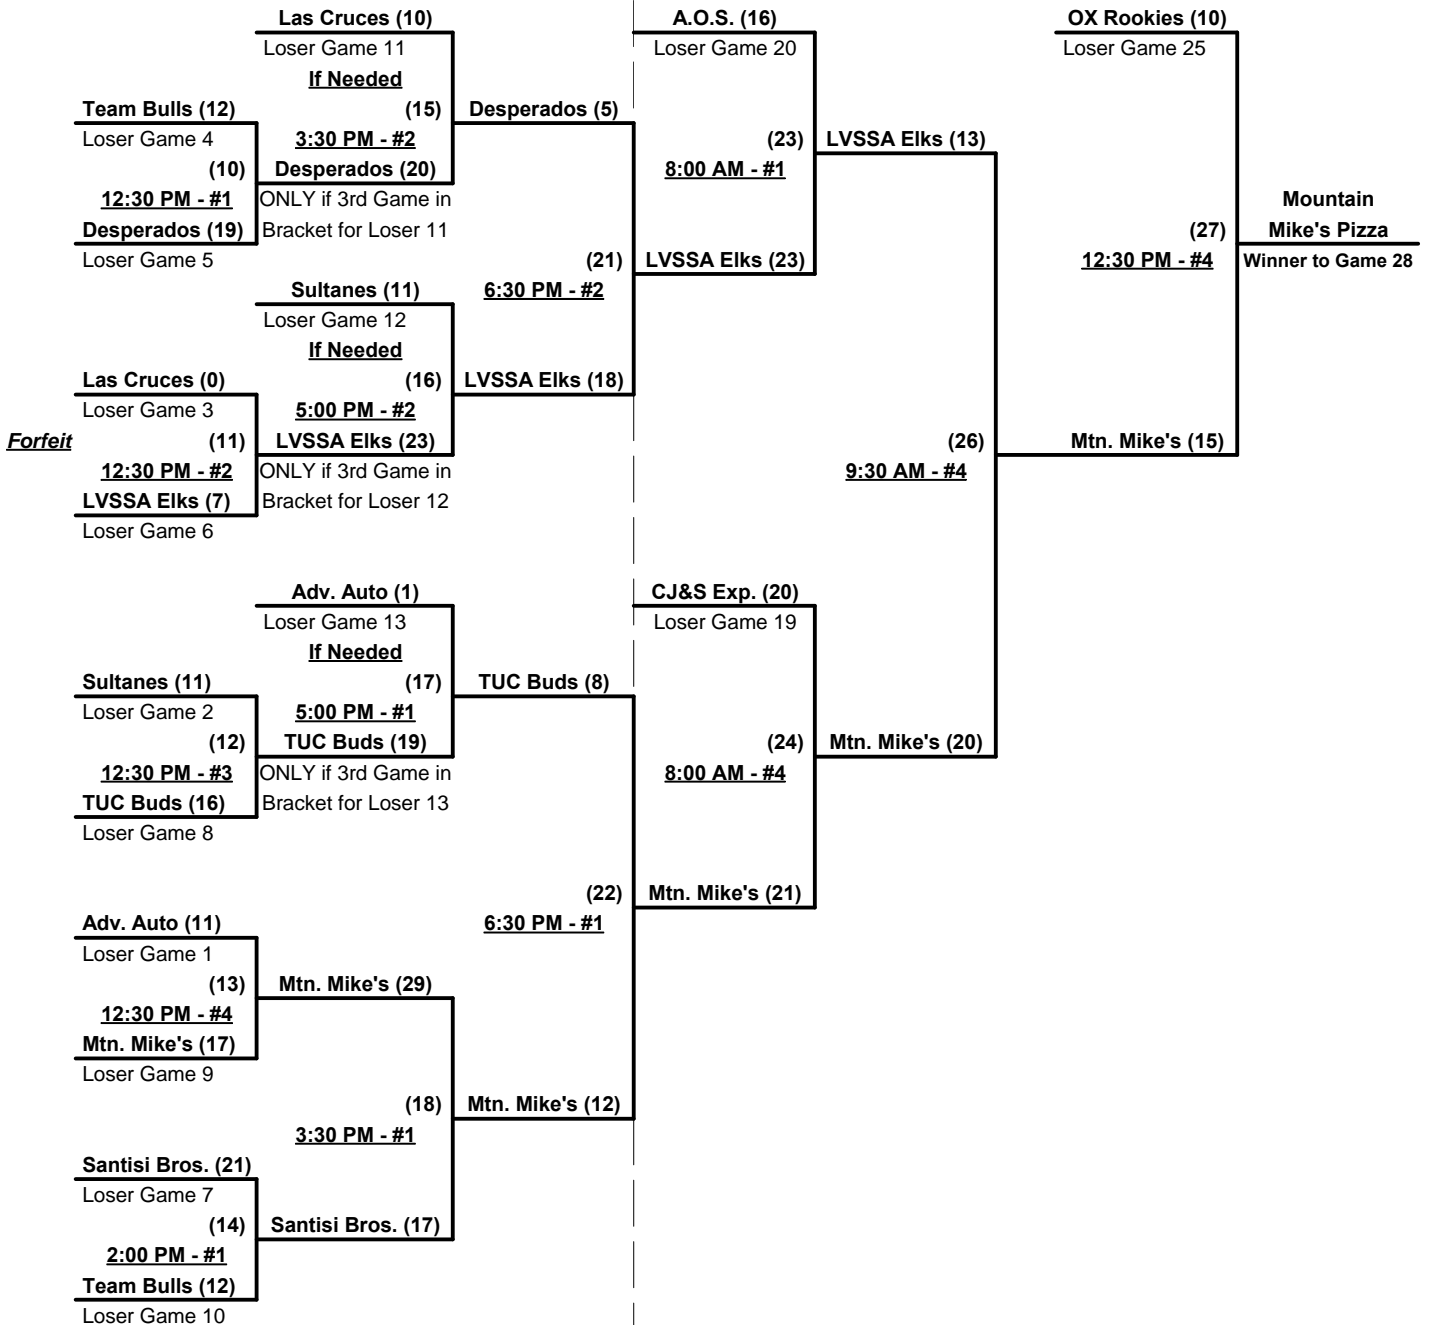 Las Cruces (10)
Loser Game 11
If Needed
Team Bulls (12)
Loser Game 4
(15)
3:30 PM - #2
Desperados (5)
(10)
12:30 PM - #1
Desperados (20)
ONLY if 3rd Game in
Bracket for Loser 11
Desperados (19)
Loser Game 5
Sultanes (11)
Loser Game 12
If Needed
(21)
6:30 PM - #2
Las Cruces (0)
Loser Game 3
(16)
5:00 PM - #2
LVSSA Elks (18)
Forfeit
(11)
12:30 PM - #2
LVSSA Elks (23)
ONLY if 3rd Game in
Bracket for Loser 12
LVSSA Elks (7)
Loser Game 6
A.O.S. (16)
Loser Game 20
(23)
8:00 AM - #1
LVSSA Elks (13)
LVSSA Elks (23)
OX Rookies (10)
Loser Game 25
(27)
12:30 PM - #4
Mountain
Mike's Pizza
Winner to Game 28
(26)
9:30 AM - #4
Mtn. Mike's (15)
Adv. Auto (1)
Loser Game 13
If Needed
Sultanes (11)
Loser Game 2
(17)
5:00 PM - #1
TUC Buds (8)
(12)
12:30 PM - #3
TUC Buds (19)
ONLY if 3rd Game in
Bracket for Loser 13
TUC Buds (16)
Loser Game 8
CJ&S Exp. (20)
Loser Game 19
(24)
8:00 AM - #4
Mtn. Mike's (20)
(22)
6:30 PM - #1
Mtn. Mike's (21)
Adv. Auto (11)
Loser Game 1
(13)
12:30 PM - #4
Mtn. Mike's (29)
Mtn. Mike's (17)
Loser Game 9
(18)
3:30 PM - #1
Mtn. Mike's (12)
Santisi Bros. (21)
Loser Game 7
(14)
2:00 PM - #1
Santisi Bros. (17)
Team Bulls (12)
Loser Game 10